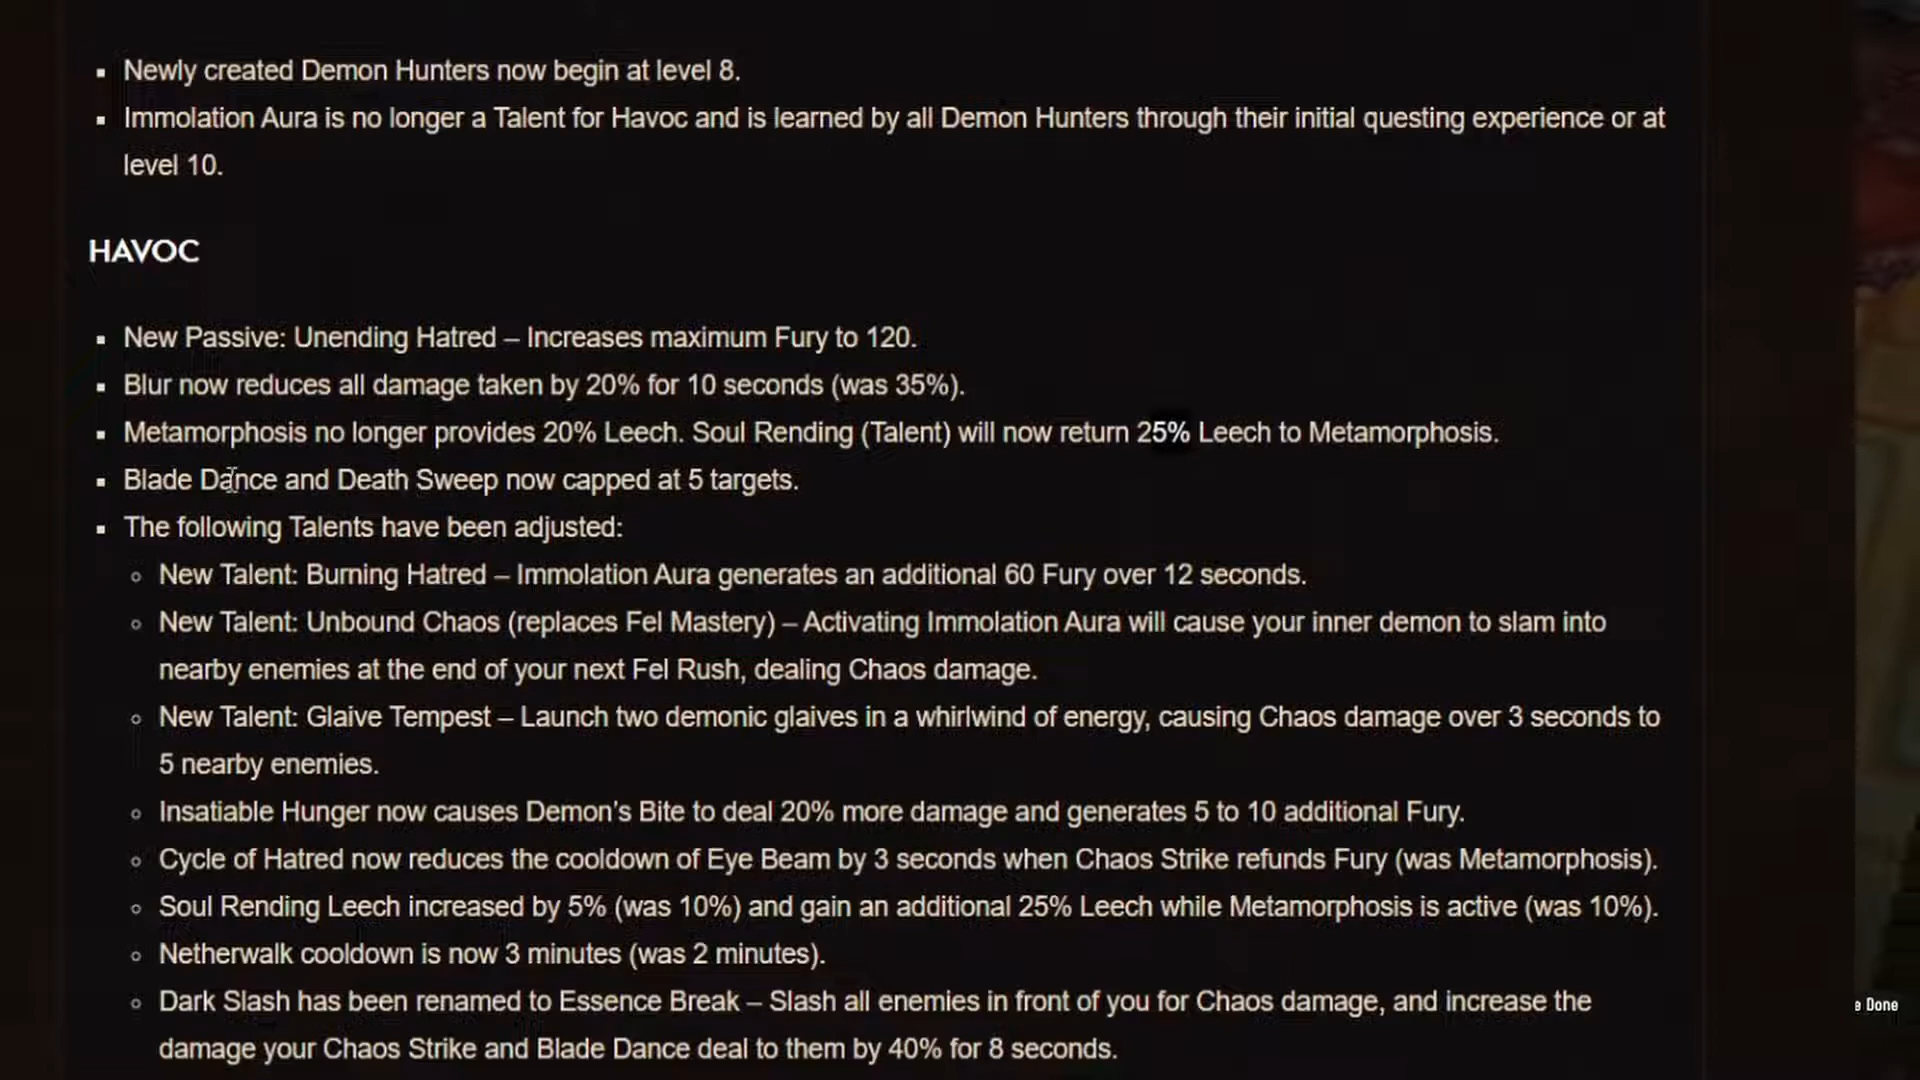 Newly created Demon Hunters now begin at level 8.
Immolation Aura is no longer a Talent for Havoc and is learned by all Demon Hunters through their initial questing experience or at
level 10.
HAVOC
New Passive: Unending Hatred – Increases maximum Fury to 120.
Blur now reduces all damage taken by 20% for 10 seconds (was 35%).
Metamorphosis no longer provides 20% Leech. Soul Rending (Talent) will now return 25% Leech to Metamorphosis.
Blade Dance and Death Sweep now capped at 5 targets.
The following Talents have been adjusted:
New Talent: Burning Hatred – Immolation Aura generates an additional 60 Fury over 12 seconds.
New Talent: Unbound Chaos (replaces Fel Mastery) – Activating Immolation Aura will cause your inner demon to slam into
nearby enemies at the end of your next Fel Rush, dealing Chaos damage.
New Talent: Glaive Tempest – Launch two demonic glaives in a whirlwind of energy, causing Chaos damage over 3 seconds to
5 nearby enemies.
Insatiable Hunger now causes Demon's Bite to deal 20% more damage and generates 5 to 10 additional Fury.
Cycle of Hatred now reduces the cooldown of Eye Beam by 3 seconds when Chaos Strike refunds Fury (was Metamorphosis).
Soul Rending Leech increased by 5% (was 10%) and gain an additional 25% Leech while Metamorphosis is active (was 10%).
Netherwalk cooldown is now 3 minutes (was 2 minutes).
Dark Slash has been renamed to Essence Break – Slash all enemies in front of you for Chaos damage, and increase the
e Done
damage your Chaos Strike and Blade Dance deal to them by 40% for 8 seconds.